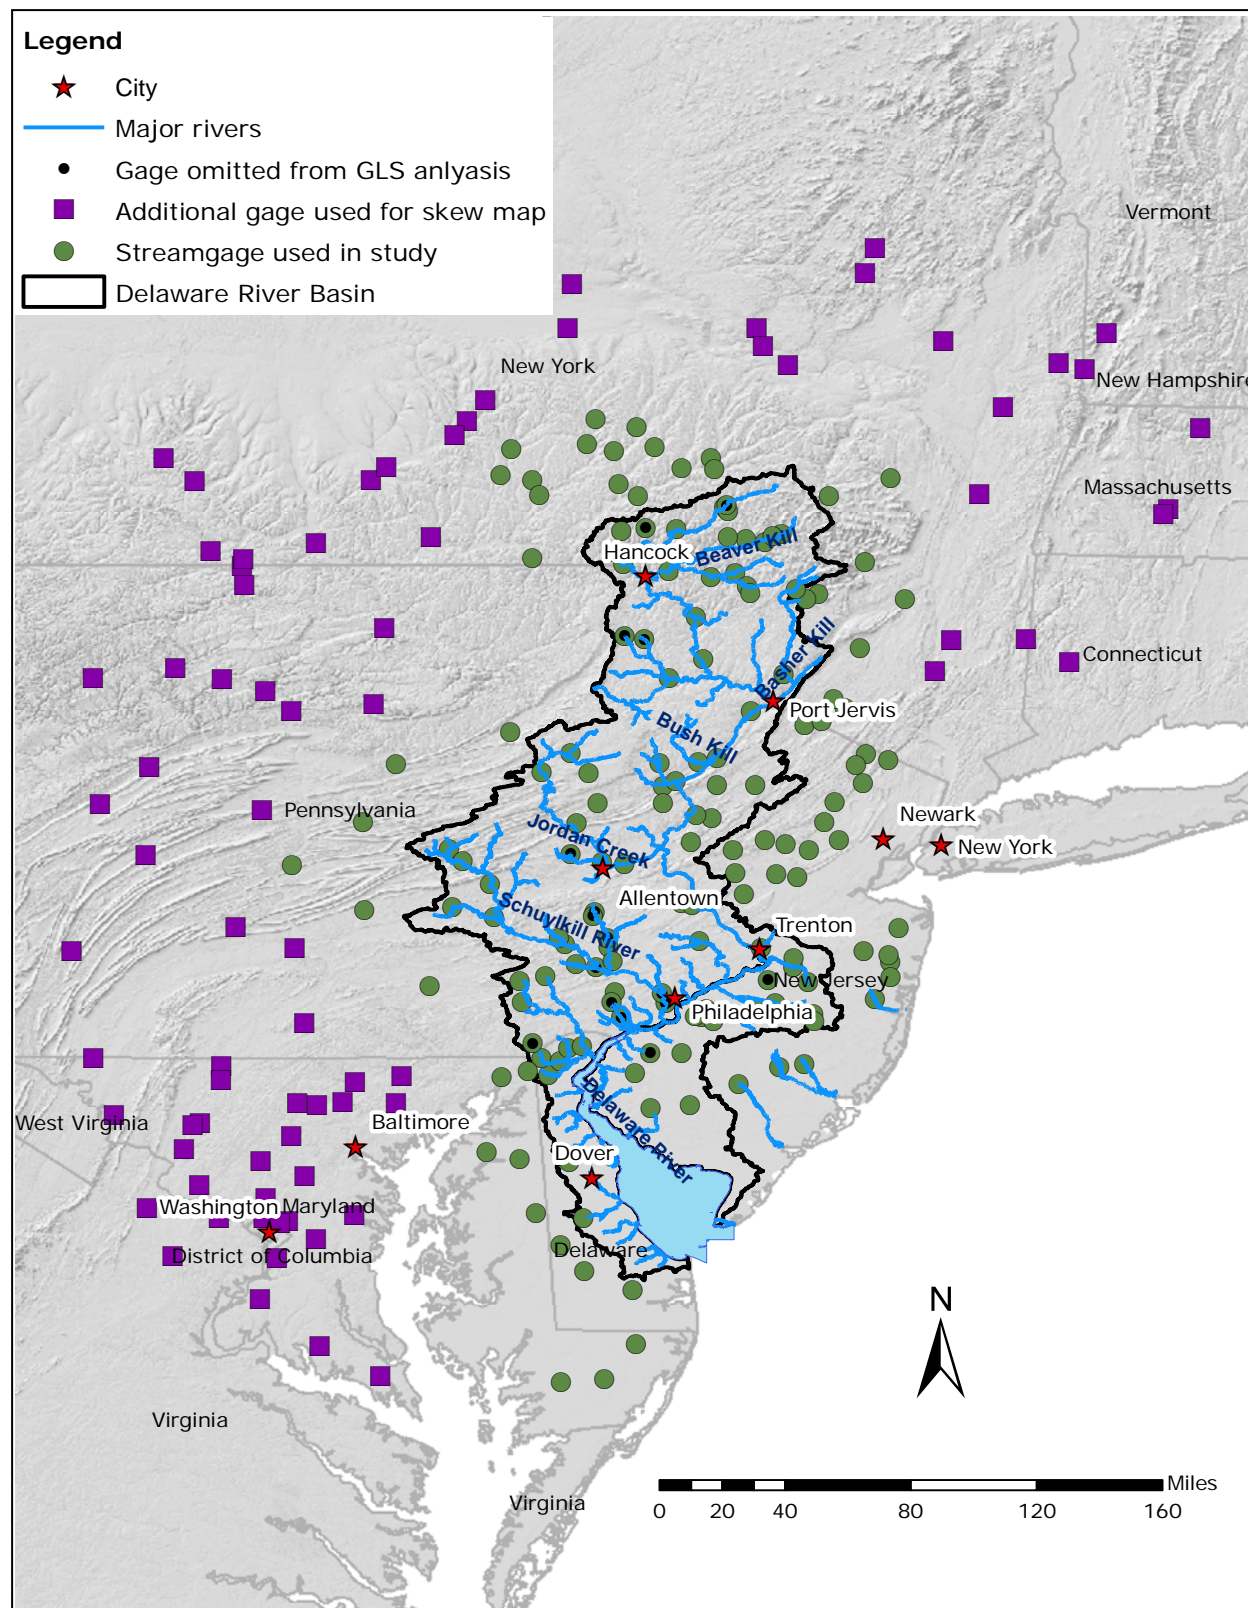 Legend
City
Major rivers
Gage omitted from GLS anlyasis
Additional gage used for skew map
Streamgage used in study
Delaware River Basin
Vermont
New York
New Hampshire
Massachusetts
Beaver Kill
Hancock
Basher Kill
Connecticut
Port Jervis
Bush Kill
Pennsylvania
Newark
New York
Jordan Creek
Allentown
Schuylkill River
Trenton
New Jersey
Philadelphia
Delaware River
West Virginia
Baltimore
Dover
Washington
Maryland
District of Columbia
Delaware
N
Virginia
Virginia
Miles
0 20 40 80 120 160